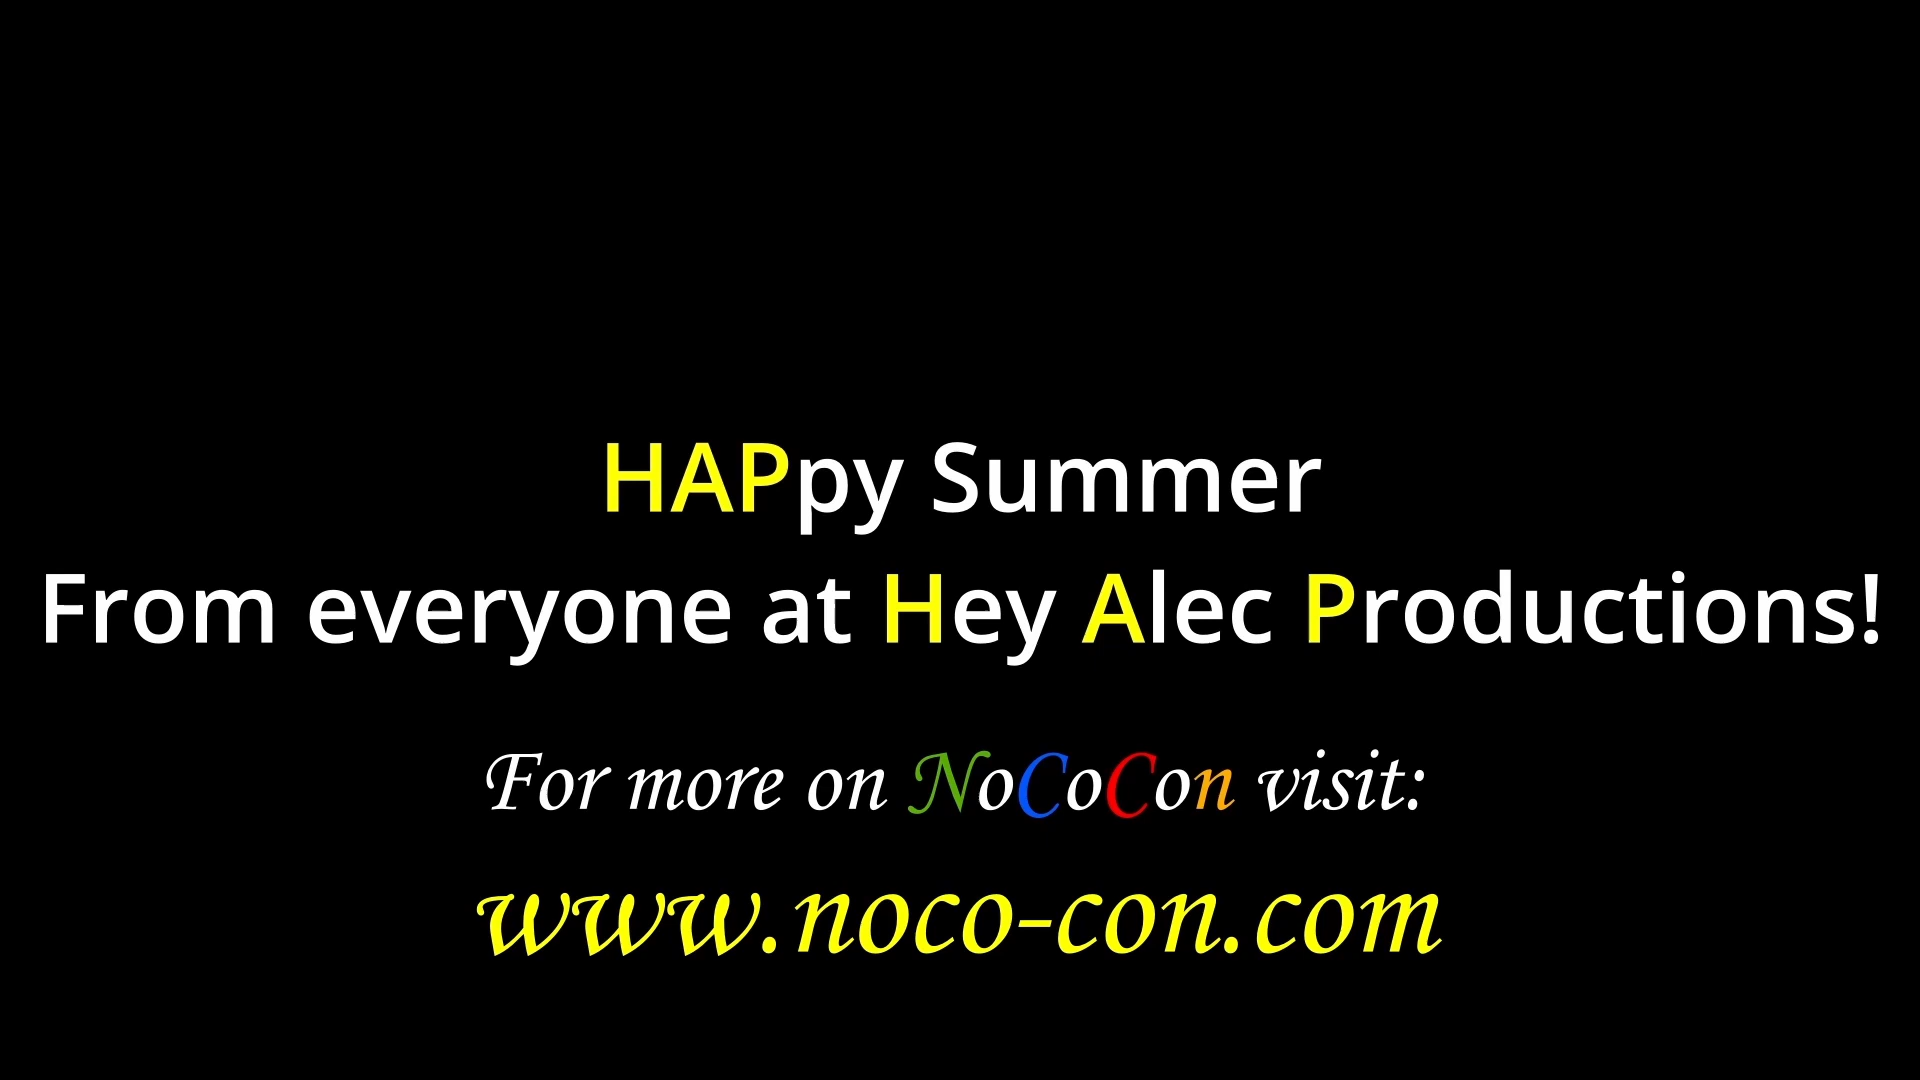 HAPpy Summer
From everyone at Hey Alec Productions!
For more on NoCoCon visit:
www.noco-con.com